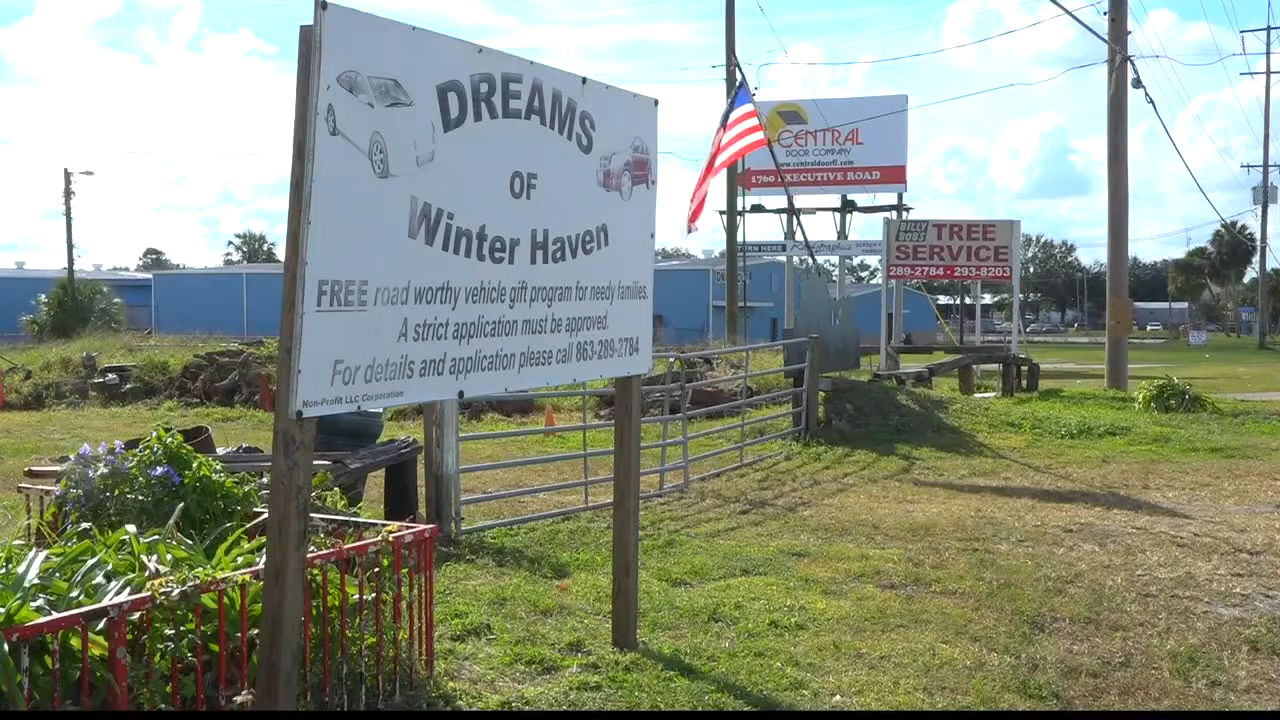 DREAMS
OF
Winter Haven
FREE road worthy vehicle gift program for needy families.
A strict application must be approved.
For details and application please call 863-289-2784
Non-Profit LLC Corporation
CENTRAL
DOOR COMPANY
www.centraldoorfl.com
1760 EXECUTIVE ROAD
TURN HERE
BILLY
BOB'S
TREE
SERVICE
289-2784 • 293-8203